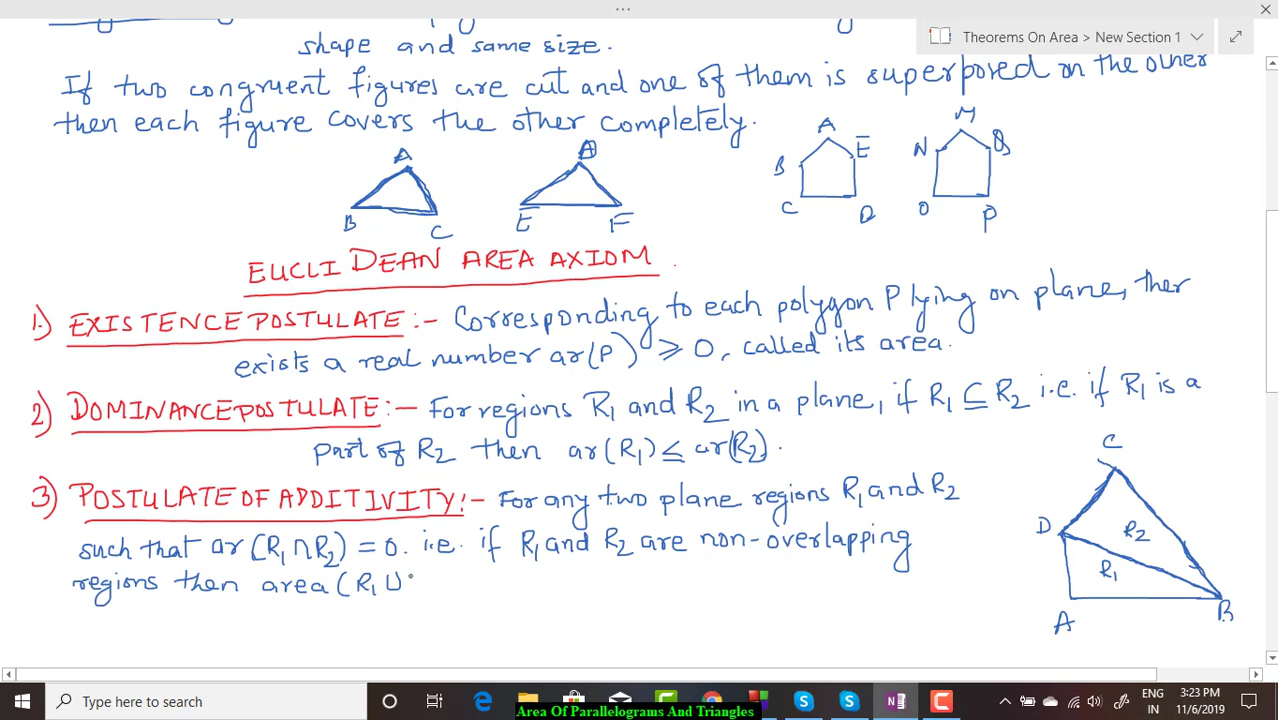 Theorems On Area > New Section 1
shape and same size.
If two congruent figures are cut and one of them is superposed on the other
then each figure covers the other completely.
A B C
E F
A B C D E
M N O P
EUCLIDEAN AREA AXIOM
1.) EXISTENCE POSTULATE :- Corresponding to each polygon P lying on plane, ther
exists a real number ar(P) ⩾ 0, called its area.
2) DOMINANCE POSTULATE :- For regions R1 and R2 in a plane, if R1 ⊆ R2 i.e. if R1 is a
part of R2 then ar(R1) ≤ ar(R2).
3) POSTULATE OF ADDITIVITY :- For any two plane regions R1 and R2
such that ar (R1 ∩ R2) = 0. i.e. if R1 and R2 are non-overlapping
regions then area (R1 U
C
D R2
R1
A B
Type here to search
ENG
IN
3:23 PM
11/6/2019
Area Of Parallelograms And Triangles